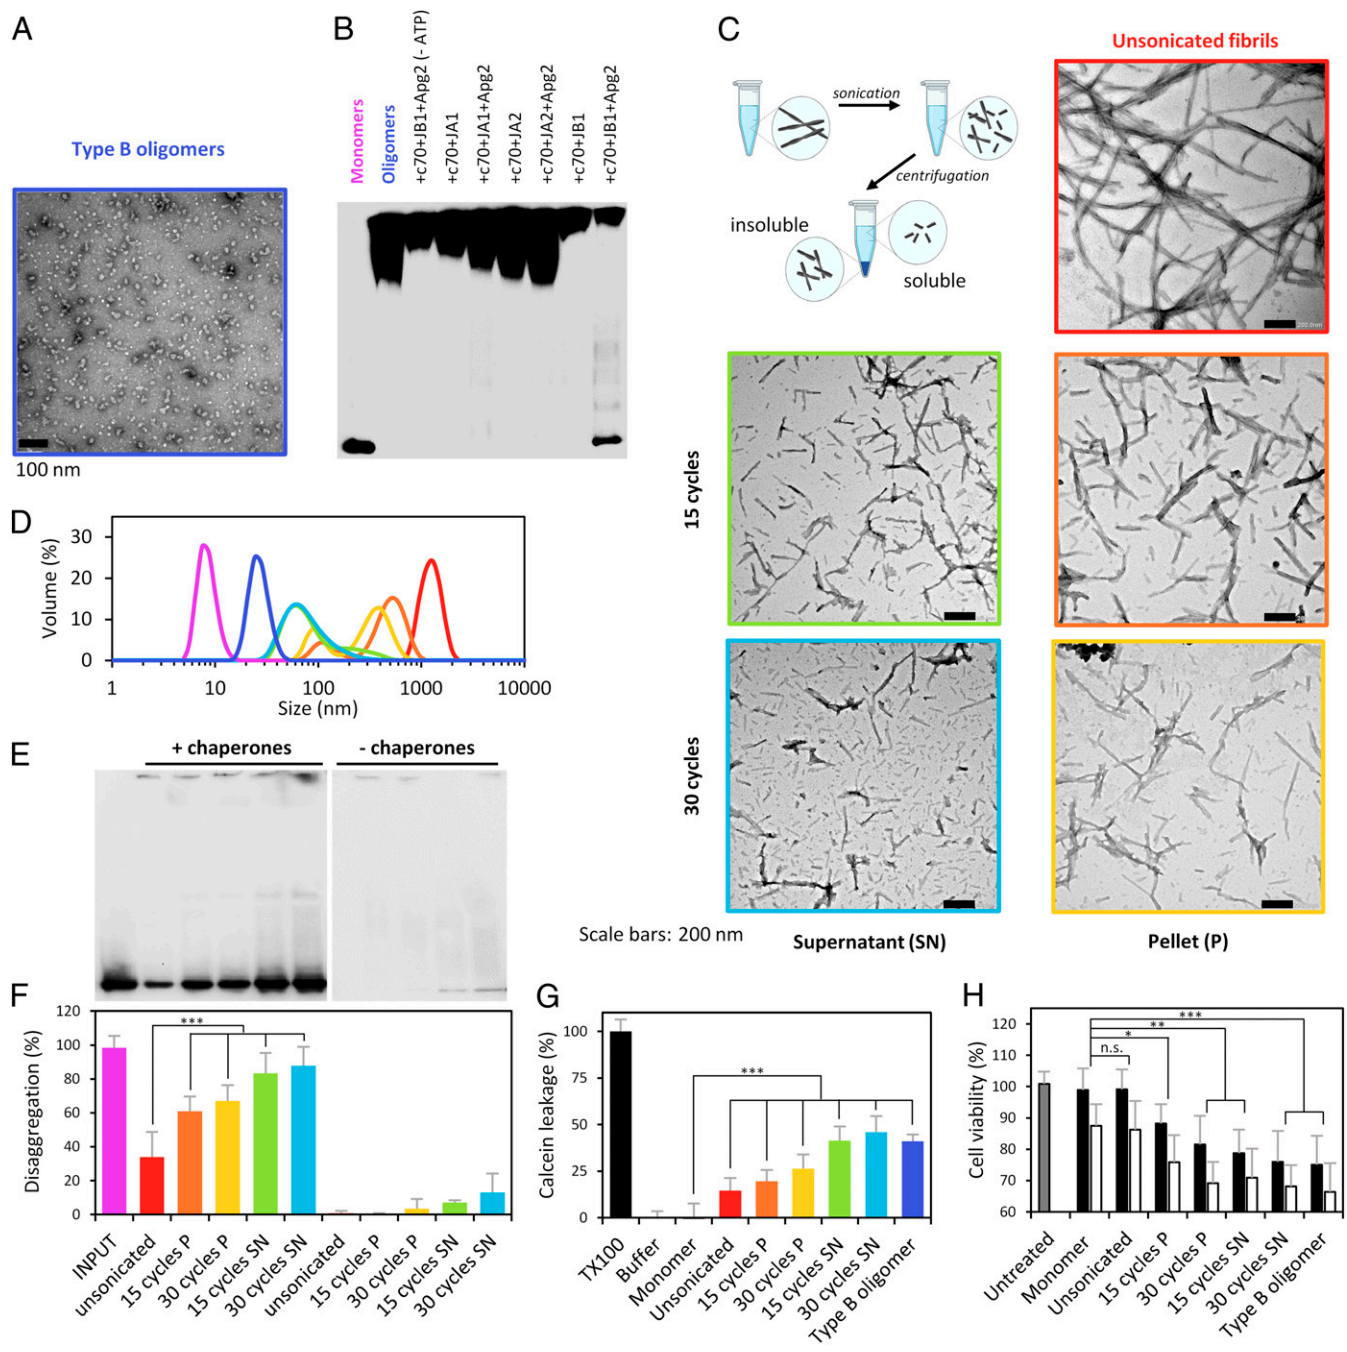 A
Type B oligomers
100 nm
B
Monomers
Oligomers
+c70+JB1+Apg2 (- ATP)
+c70+JA1
+c70+JA1+Apg2
+c70+JA2
+c70+JA2+Apg2
+c70+JB1
+c70+JB1+Apg2
C
sonication
centrifugation
insoluble
soluble
Unsonicated fibrils
15 cycles
30 cycles
Scale bars: 200 nm
Supernatant (SN)
Pellet (P)
D
Volume (%)
30
20
10
0
1
10
100
1000
10000
Size (nm)
E
+ chaperones
- chaperones
F
Disaggregation (%)
120
100
80
60
40
20
0
***
INPUT
unsonicated
15 cycles P
30 cycles P
15 cycles SN
30 cycles SN
unsonicated
15 cycles P
30 cycles P
15 cycles SN
30 cycles SN
G
Calcein leakage (%)
100
75
50
25
0
***
TX100
Buffer
Monomer
Unsonicated
15 cycles P
30 cycles P
15 cycles SN
30 cycles SN
Type B oligomer
H
Cell viability (%)
120
110
100
90
80
70
60
***
**
*
n.s.
Untreated
Monomer
Unsonicated
15 cycles P
30 cycles P
15 cycles SN
30 cycles SN
Type B oligomer